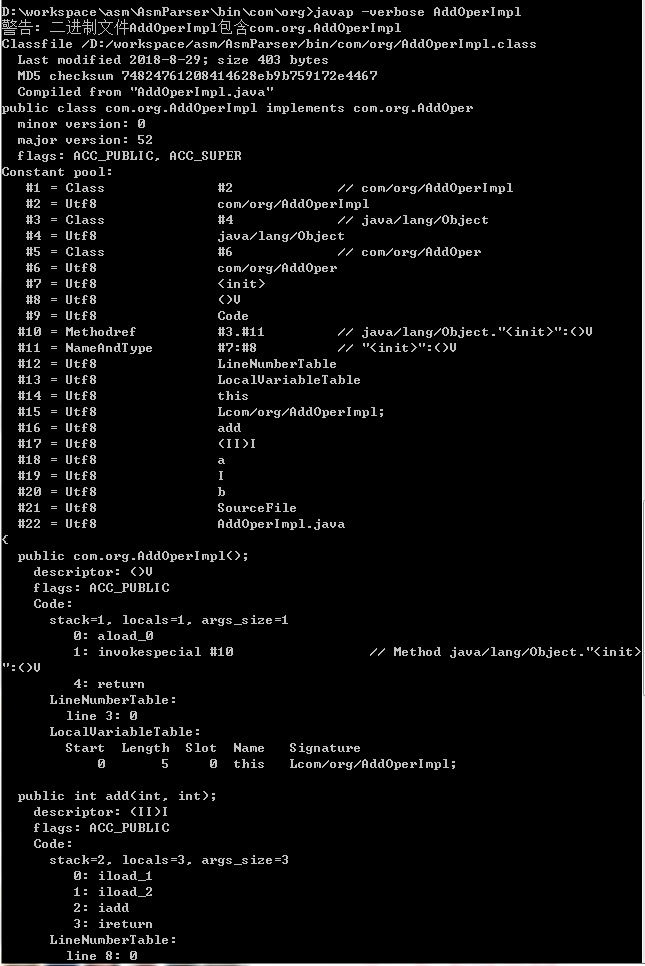 D:\workspace\asm\AsmParser\bin\com\org>javap -verbose AddOperImpl
警告: 二进制文件AddOperImpl包含com.org.AddOperImpl
Classfile /D:/workspace/asm/AsmParser/bin/com/org/AddOperImpl.class
  Last modified 2018-8-29; size 403 bytes
  MD5 checksum 74824761208414628eb9b759172e4467
  Compiled from "AddOperImpl.java"
public class com.org.AddOperImpl implements com.org.AddOper
  minor version: 0
  major version: 52
  flags: ACC_PUBLIC, ACC_SUPER
Constant pool:
   #1 = Class              #2             // com/org/AddOperImpl
   #2 = Utf8               com/org/AddOperImpl
   #3 = Class              #4             // java/lang/Object
   #4 = Utf8               java/lang/Object
   #5 = Class              #6             // com/org/AddOper
   #6 = Utf8               com/org/AddOper
   #7 = Utf8               <init>
   #8 = Utf8               ()V
   #9 = Utf8               Code
  #10 = Methodref          #3.#11         // java/lang/Object."<init>":()V
  #11 = NameAndType        #7:#8          // "<init>":()V
  #12 = Utf8               LineNumberTable
  #13 = Utf8               LocalVariableTable
  #14 = Utf8               this
  #15 = Utf8               Lcom/org/AddOperImpl;
  #16 = Utf8               add
  #17 = Utf8               (II)I
  #18 = Utf8               a
  #19 = Utf8               I
  #20 = Utf8               b
  #21 = Utf8               SourceFile
  #22 = Utf8               AddOperImpl.java
{
  public com.org.AddOperImpl();
    descriptor: ()V
    flags: ACC_PUBLIC
    Code:
      stack=1, locals=1, args_size=1
         0: aload_0
         1: invokespecial #10                 // Method java/lang/Object."<init>
":()V
         4: return
      LineNumberTable:
        line 3: 0
      LocalVariableTable:
        Start  Length  Slot  Name   Signature
            0       5     0  this   Lcom/org/AddOperImpl;

  public int add(int, int);
    descriptor: (II)I
    flags: ACC_PUBLIC
    Code:
      stack=2, locals=3, args_size=3
         0: iload_1
         1: iload_2
         2: iadd
         3: ireturn
      LineNumberTable:
        line 8: 0